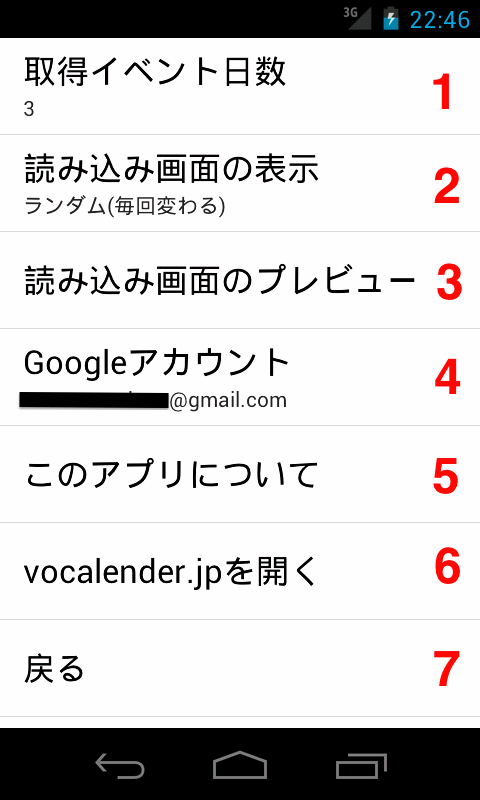 3G 22:46
取得イベント日数 1
3
読み込み画面の表示 2
ランダム(毎回変わる)
読み込み画面のプレビュー 3
Googleアカウント 4
@gmail.com
このアプリについて 5
vocalender.jpを開く 6
戻る 7